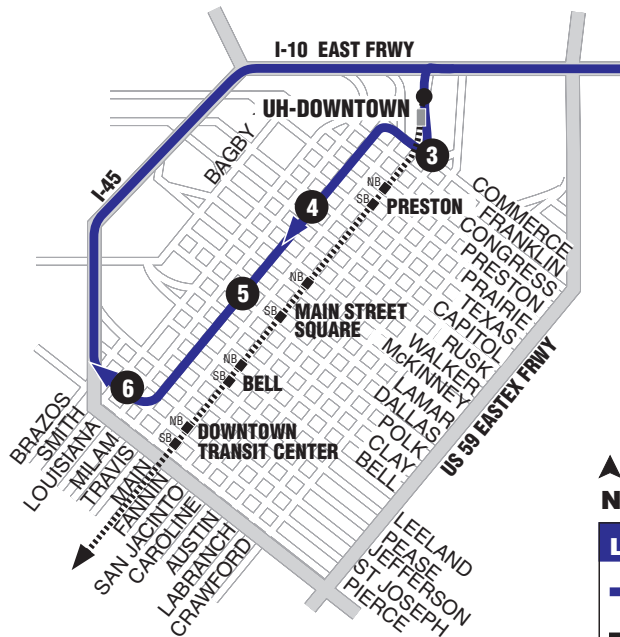 I-10 EAST FRWY
UH-DOWNTOWN
BAGBY
I-45
3
NB
SB
PRESTON
4
COMMERCE
FRANKLIN
CONGRESS
PRESTON
PRAIRIE
TEXAS
CAPITOL
RUSK
WALKER
McKINNEY
LAMAR
DALLAS
POLK
CLAY
BELL
US 59 EASTEX FRWY
NB
SB
MAIN STREET
SQUARE
5
NB
SB
BELL
6
NB
SB
DOWNTOWN
TRANSIT CENTER
BRAZOS
SMITH
LOUISIANA
MILAM
TRAVIS
MAIN
FANNIN
SAN JACINTO
CAROLINE
AUSTIN
LABRANCH
CRAWFORD
LEELAND
PEASE
JEFFERSON
ST JOSEPH
PIERCE
N
L